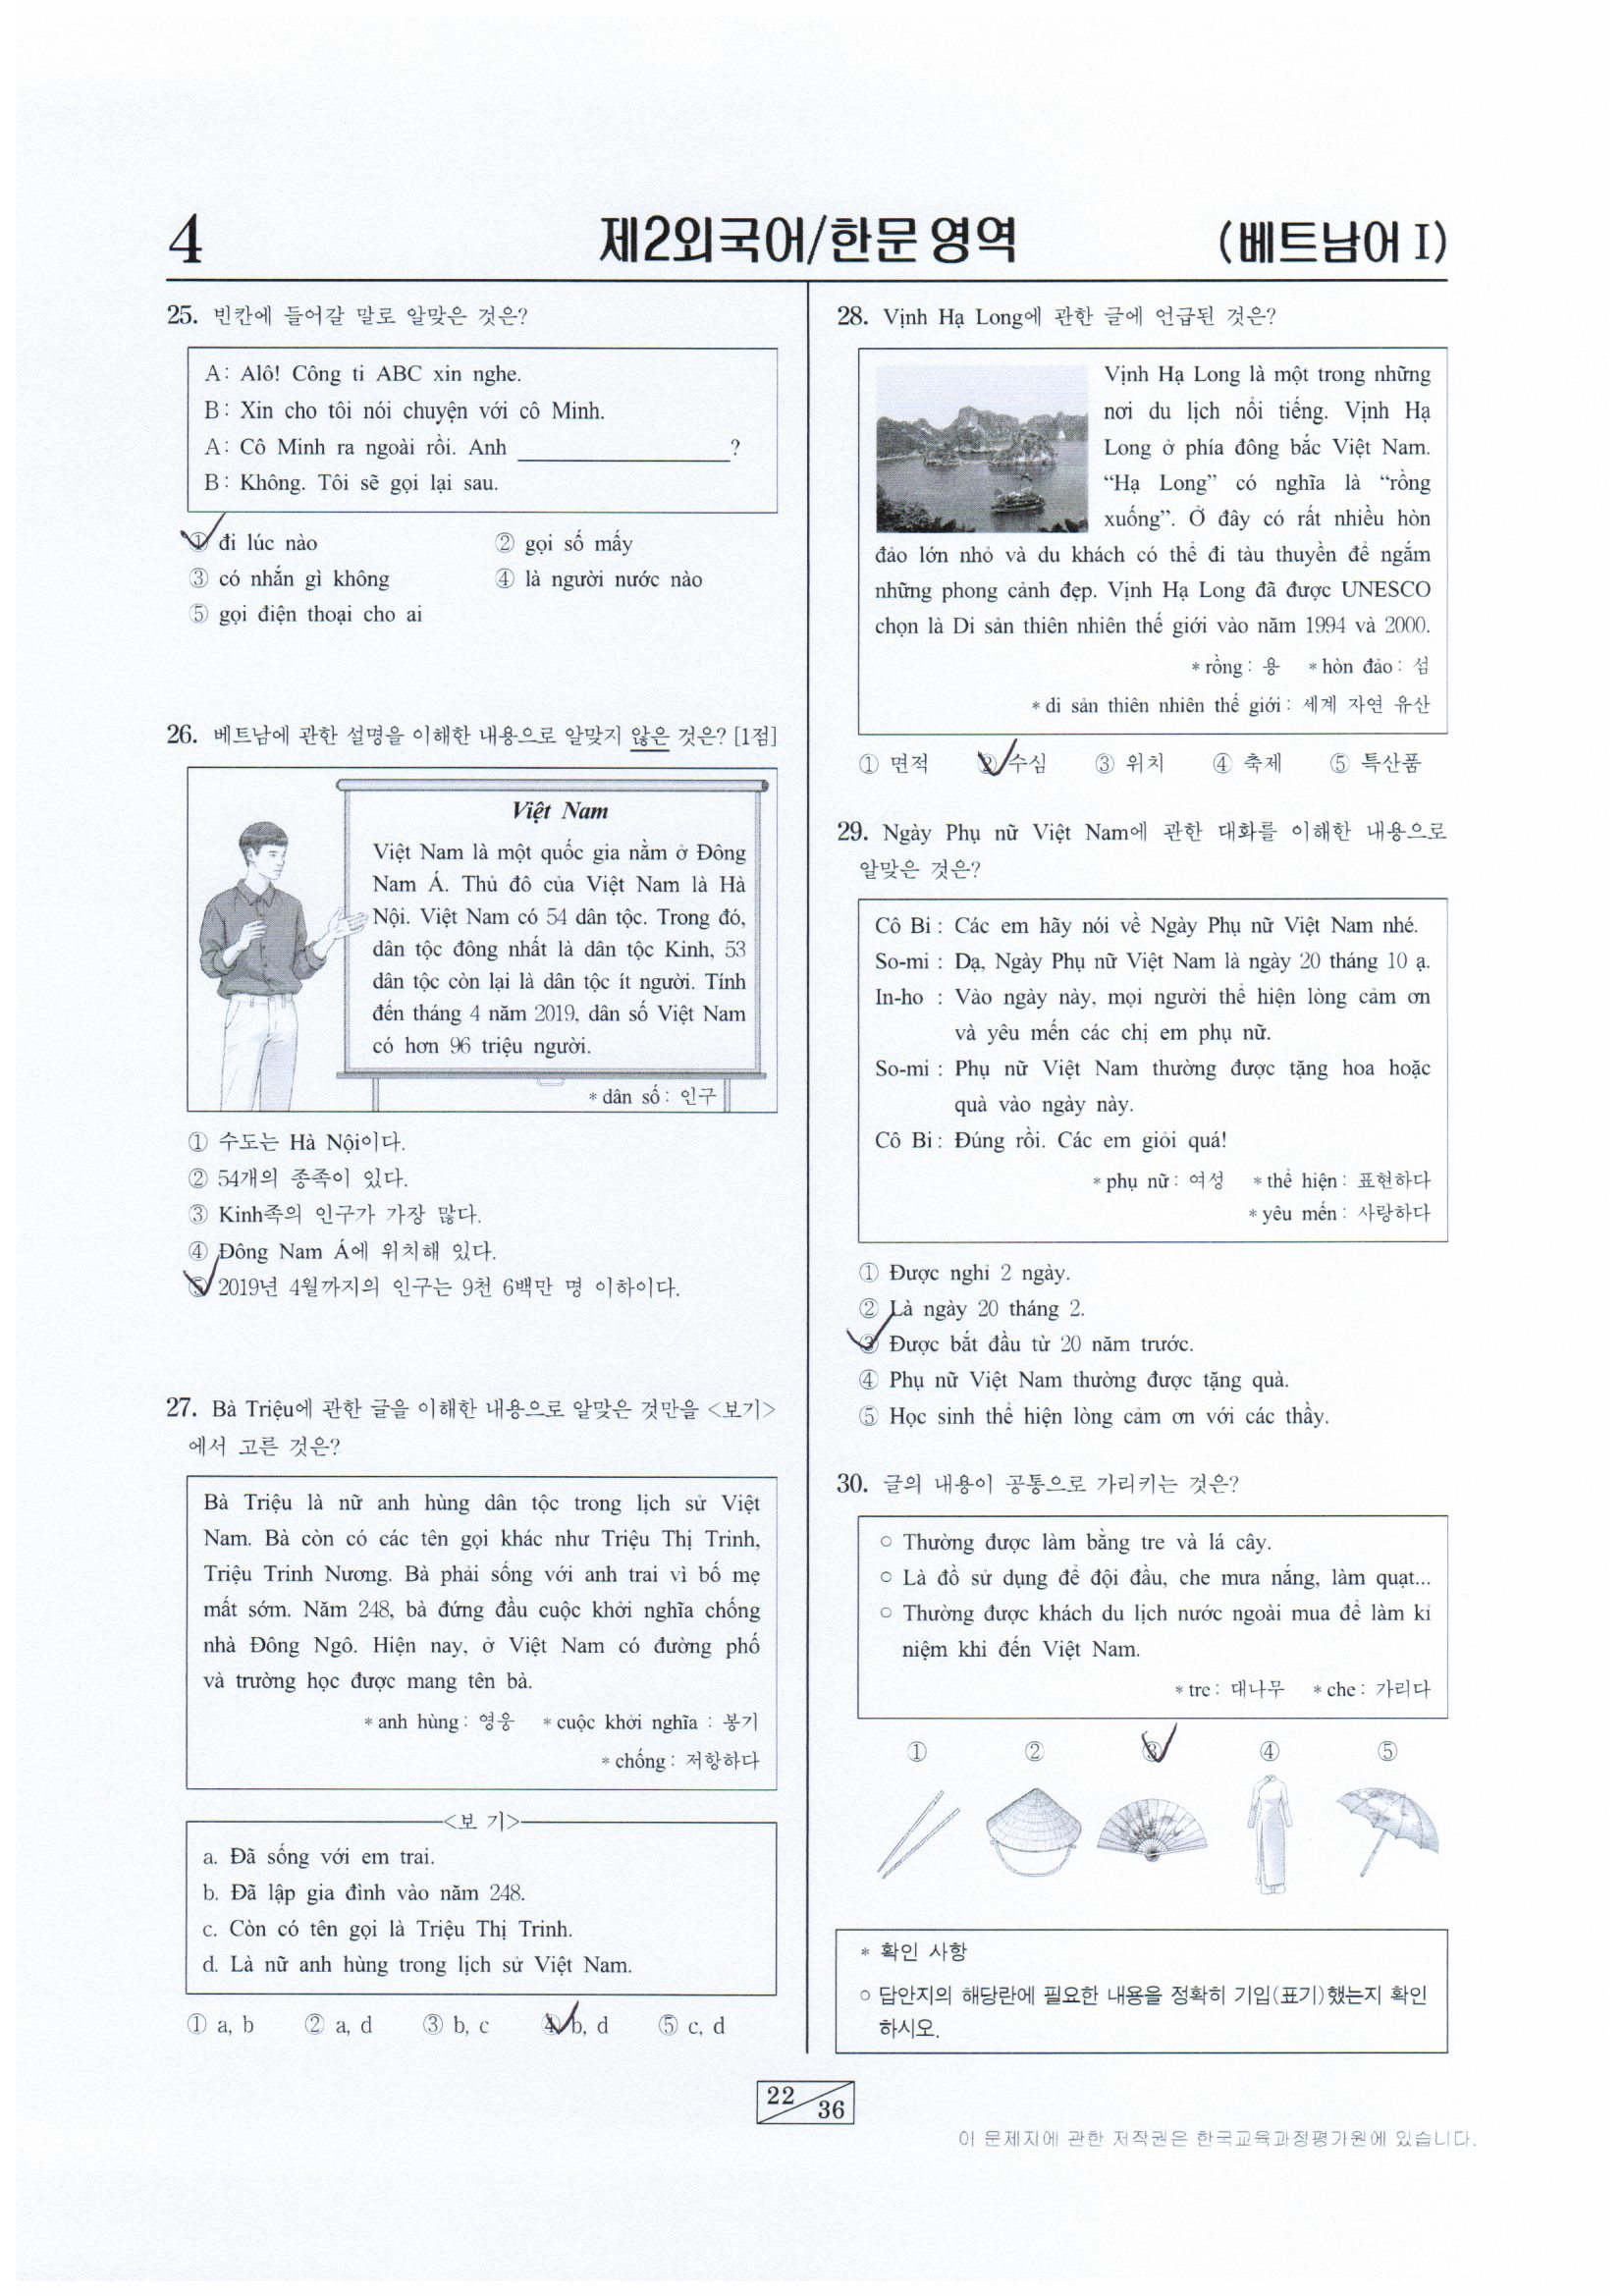 4
제2외국어/한문 영역
(베트남어 I)
25. 빈칸에 들어갈 말로 알맞은 것은?
A: Alô! Công ti ABC xin nghe.
B: Xin cho tôi nói chuyện với cô Minh.
A: Cô Minh ra ngoài rồi. Anh ____________?
B: Không. Tôi sẽ gọi lại sau.
① đi lúc nào ② gọi số mấy
③ có nhắn gì không ④ là người nước nào
⑤ gọi điện thoại cho ai
26. 베트남에 관한 설명을 이해한 내용으로 알맞지 않은 것은? [1점]
Việt Nam
Việt Nam là một quốc gia nằm ở Đông
Nam Á. Thủ đô của Việt Nam là Hà
Nội. Việt Nam có 54 dân tộc. Trong đó,
dân tộc đông nhất là dân tộc Kinh, 53
dân tộc còn lại là dân tộc ít người. Tính
đến tháng 4 năm 2019, dân số Việt Nam
có hơn 96 triệu người.
* dân số: 인구
① 수도는 Hà Nội이다.
② 54개의 종족이 있다.
③ Kinh족의 인구가 가장 많다.
④ Đông Nam Á에 위치해 있다.
⑤ 2019년 4월까지의 인구는 9천 6백만 명 이하이다.
27. Bà Triệu에 관한 글을 이해한 내용으로 알맞은 것만을 <보기>
에서 고른 것은?
Bà Triệu là nữ anh hùng dân tộc trong lịch sử Việt
Nam. Bà còn có các tên gọi khác như Triệu Thị Trinh,
Triệu Trinh Nương. Bà phải sống với anh trai vì bố mẹ
mất sớm. Năm 248, bà đứng đầu cuộc khởi nghĩa chống
nhà Đông Ngô. Hiện nay, ở Việt Nam có đường phố
và trường học được mang tên bà.
* anh hùng: 영웅 * cuộc khởi nghĩa : 봉기
* chống: 저항하다
<보 기>
a. Đã sống với em trai.
b. Đã lập gia đình vào năm 248.
c. Còn có tên gọi là Triệu Thị Trinh.
d. Là nữ anh hùng trong lịch sử Việt Nam.
① a, b ② a, d ③ b, c ④ b, d ⑤ c, d
28. Vịnh Hạ Long에 관한 글에 언급된 것은?
Vịnh Hạ Long là một trong những
nơi du lịch nổi tiếng. Vịnh Hạ
Long ở phía đông bắc Việt Nam.
“Hạ Long” có nghĩa là “rồng
xuống”. Ở đây có rất nhiều hòn
đảo lớn nhỏ và du khách có thể đi tàu thuyền để ngắm
những phong cảnh đẹp. Vịnh Hạ Long đã được UNESCO
chọn là Di sản thiên nhiên thế giới vào năm 1994 và 2000.
* rồng: 용 * hòn đảo: 섬
* di sản thiên nhiên thế giới: 세계 자연 유산
① 면적 ② 수심 ③ 위치 ④ 축제 ⑤ 특산품
29. Ngày Phụ nữ Việt Nam에 관한 대화를 이해한 내용으로
알맞은 것은?
Cô Bi: Các em hãy nói về Ngày Phụ nữ Việt Nam nhé.
So-mi: Dạ, Ngày Phụ nữ Việt Nam là ngày 20 tháng 10 ạ.
In-ho : Vào ngày này, mọi người thể hiện lòng cảm ơn
và yêu mến các chị em phụ nữ.
So-mi: Phụ nữ Việt Nam thường được tặng hoa hoặc
quà vào ngày này.
Cô Bi: Đúng rồi. Các em giỏi quá!
* phụ nữ: 여성 * thể hiện: 표현하다
* yêu mến: 사랑하다
① Được nghỉ 2 ngày.
② Là ngày 20 tháng 2.
③ Được bắt đầu từ 20 năm trước.
④ Phụ nữ Việt Nam thường được tặng quà.
⑤ Học sinh thể hiện lòng cảm ơn với các thầy.
30. 글의 내용이 공통으로 가리키는 것은?
○ Thường được làm bằng tre và lá cây.
○ Là đồ sử dụng để đội đầu, che mưa nắng, làm quạt...
○ Thường được khách du lịch nước ngoài mua để làm kỉ
niệm khi đến Việt Nam.
* tre: 대나무 * che: 가리다
① ② ③ ④ ⑤
* 확인 사항
○ 답안지의 해당란에 필요한 내용을 정확히 기입(표기)했는지 확인
하시오.
22
36
이 문제지에 관한 저작권은 한국교육과정평가원에 있습니다.